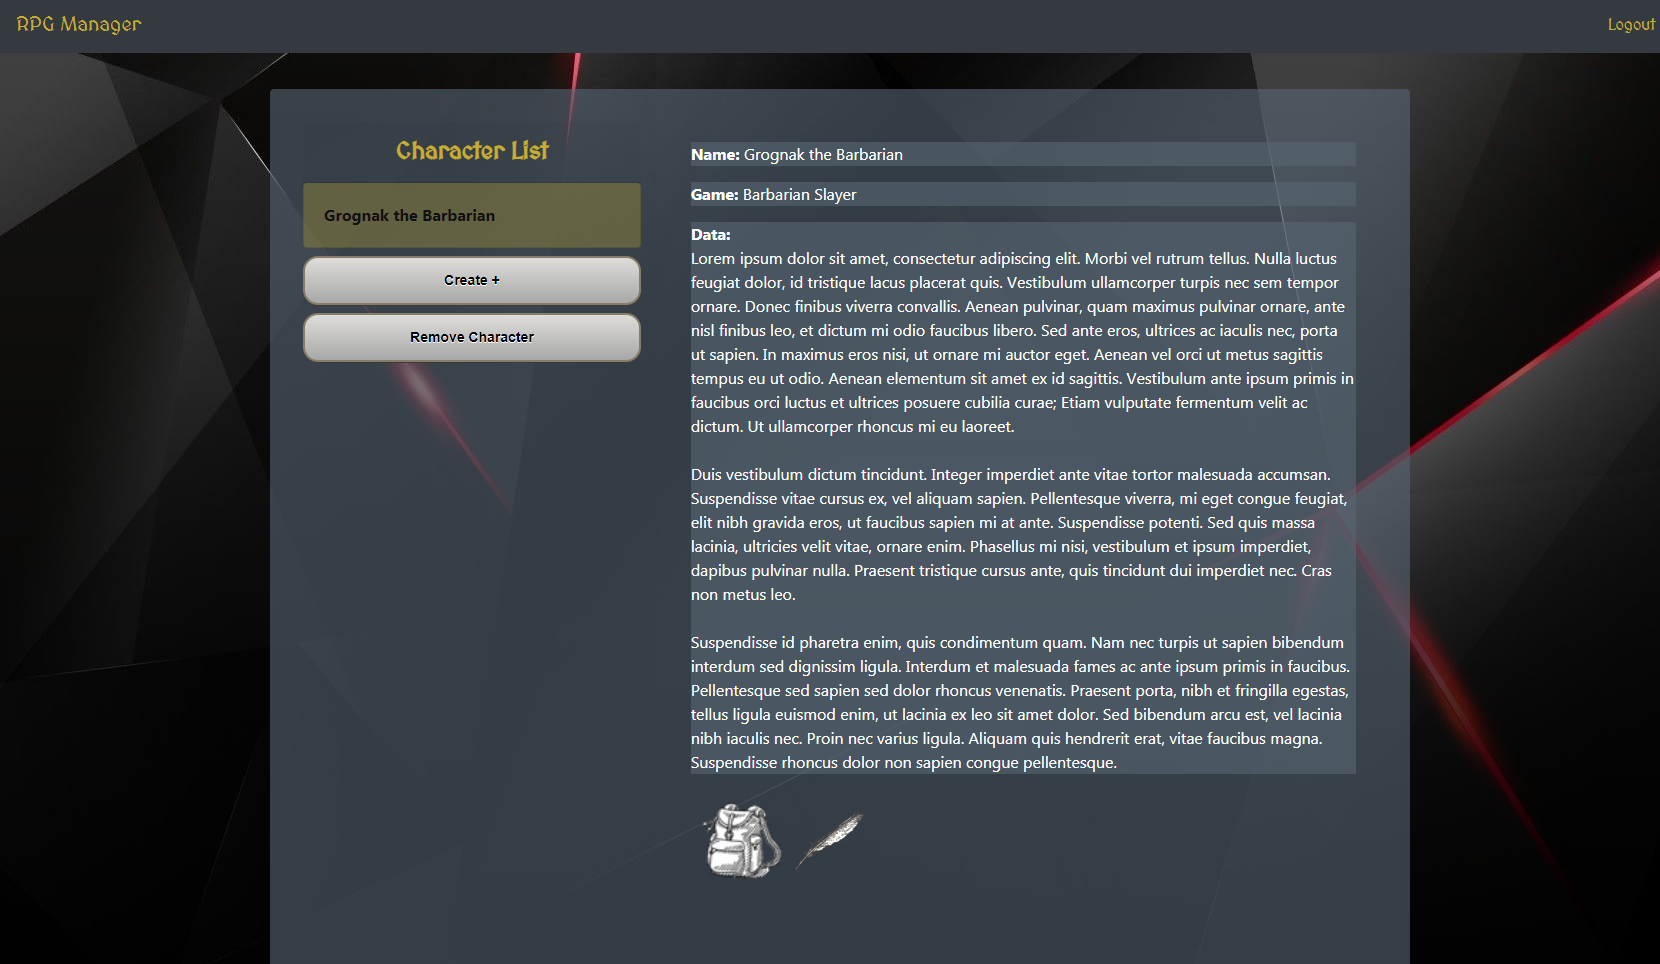 RPG Manager
Logout
Character List
Grognak the Barbarian
Create +
Remove Character
Name: Grognak the Barbarian
Game: Barbarian Slayer
Data:
Lorem ipsum dolor sit amet, consectetur adipiscing elit. Morbi vel rutrum tellus. Nulla luctus
feugiat dolor, id tristique lacus placerat quis. Vestibulum ullamcorper turpis nec sem tempor
ornare. Donec finibus viverra convallis. Aenean pulvinar, quam maximus pulvinar ornare, ante
nisl finibus leo, et dictum mi odio faucibus libero. Sed ante eros, ultrices ac iaculis nec, porta
ut sapien. In maximus eros nisi, ut ornare mi auctor eget. Aenean vel orci ut metus sagittis
tempus eu ut odio. Aenean elementum sit amet ex id sagittis. Vestibulum ante ipsum primis in
faucibus orci luctus et ultrices posuere cubilia curae; Etiam vulputate fermentum velit ac
dictum. Ut ullamcorper rhoncus mi eu laoreet.
Duis vestibulum dictum tincidunt. Integer imperdiet ante vitae tortor malesuada accumsan.
Suspendisse vitae cursus ex, vel aliquam sapien. Pellentesque viverra, mi eget congue feugiat,
elit nibh gravida eros, ut faucibus sapien mi at ante. Suspendisse potenti. Sed quis massa
lacinia, ultricies velit vitae, ornare enim. Phasellus mi nisi, vestibulum et ipsum imperdiet,
dapibus pulvinar nulla. Praesent tristique cursus ante, quis tincidunt dui imperdiet nec. Cras
non metus leo.
Suspendisse id pharetra enim, quis condimentum quam. Nam nec turpis ut sapien bibendum
interdum sed dignissim ligula. Interdum et malesuada fames ac ante ipsum primis in faucibus.
Pellentesque sed sapien sed dolor rhoncus venenatis. Praesent porta, nibh et fringilla egestas,
tellus ligula euismod enim, ut lacinia ex leo sit amet dolor. Sed bibendum arcu est, vel lacinia
nibh iaculis nec. Proin nec varius ligula. Aliquam quis hendrerit erat, vitae faucibus magna.
Suspendisse rhoncus dolor non sapien congue pellentesque.